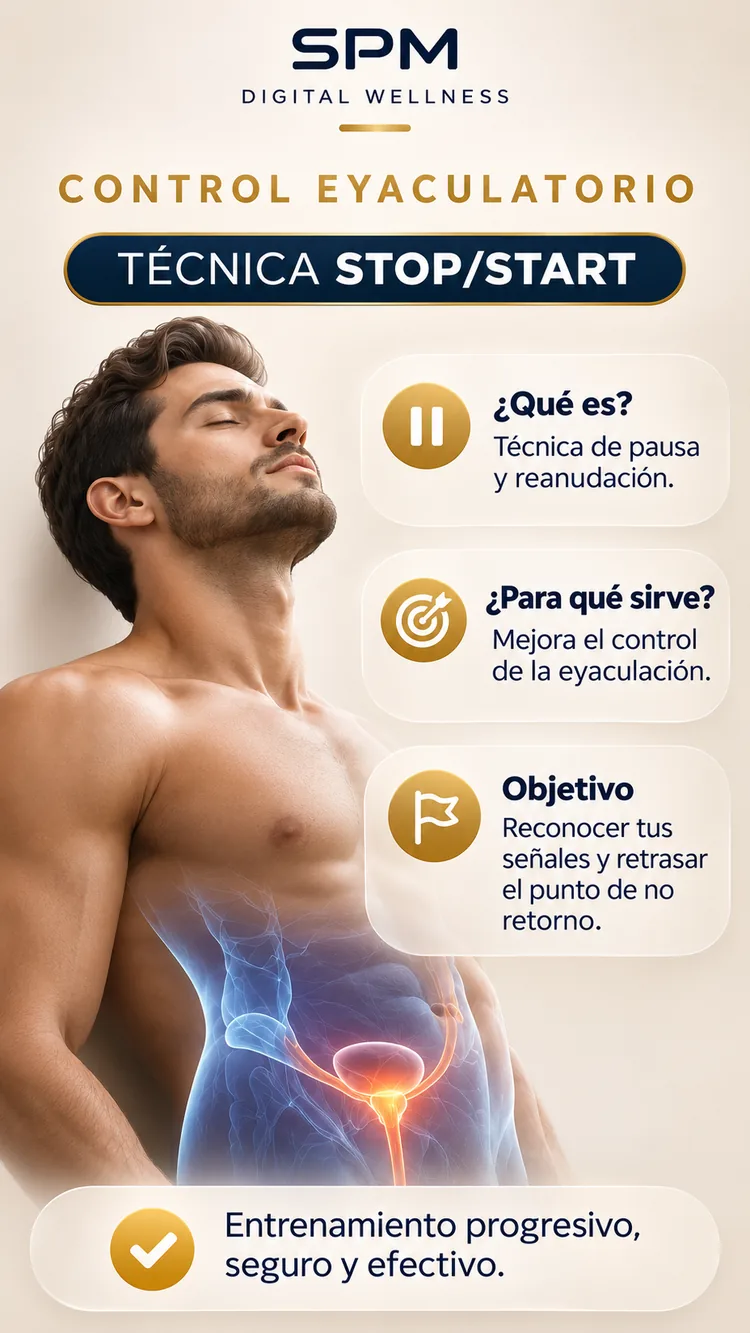 SPM
DIGITAL WELLNESS
CONTROL EYACULATORIO
TÉCNICA STOP/START
¿Qué es?
Técnica de pausa
y reanudación.
¿Para qué sirve?
Mejora el control
de la eyaculación.
Objetivo
Reconocer tus
señales y retrasar
el punto de no
retorno.
Entrenamiento progresivo,
seguro y efectivo.